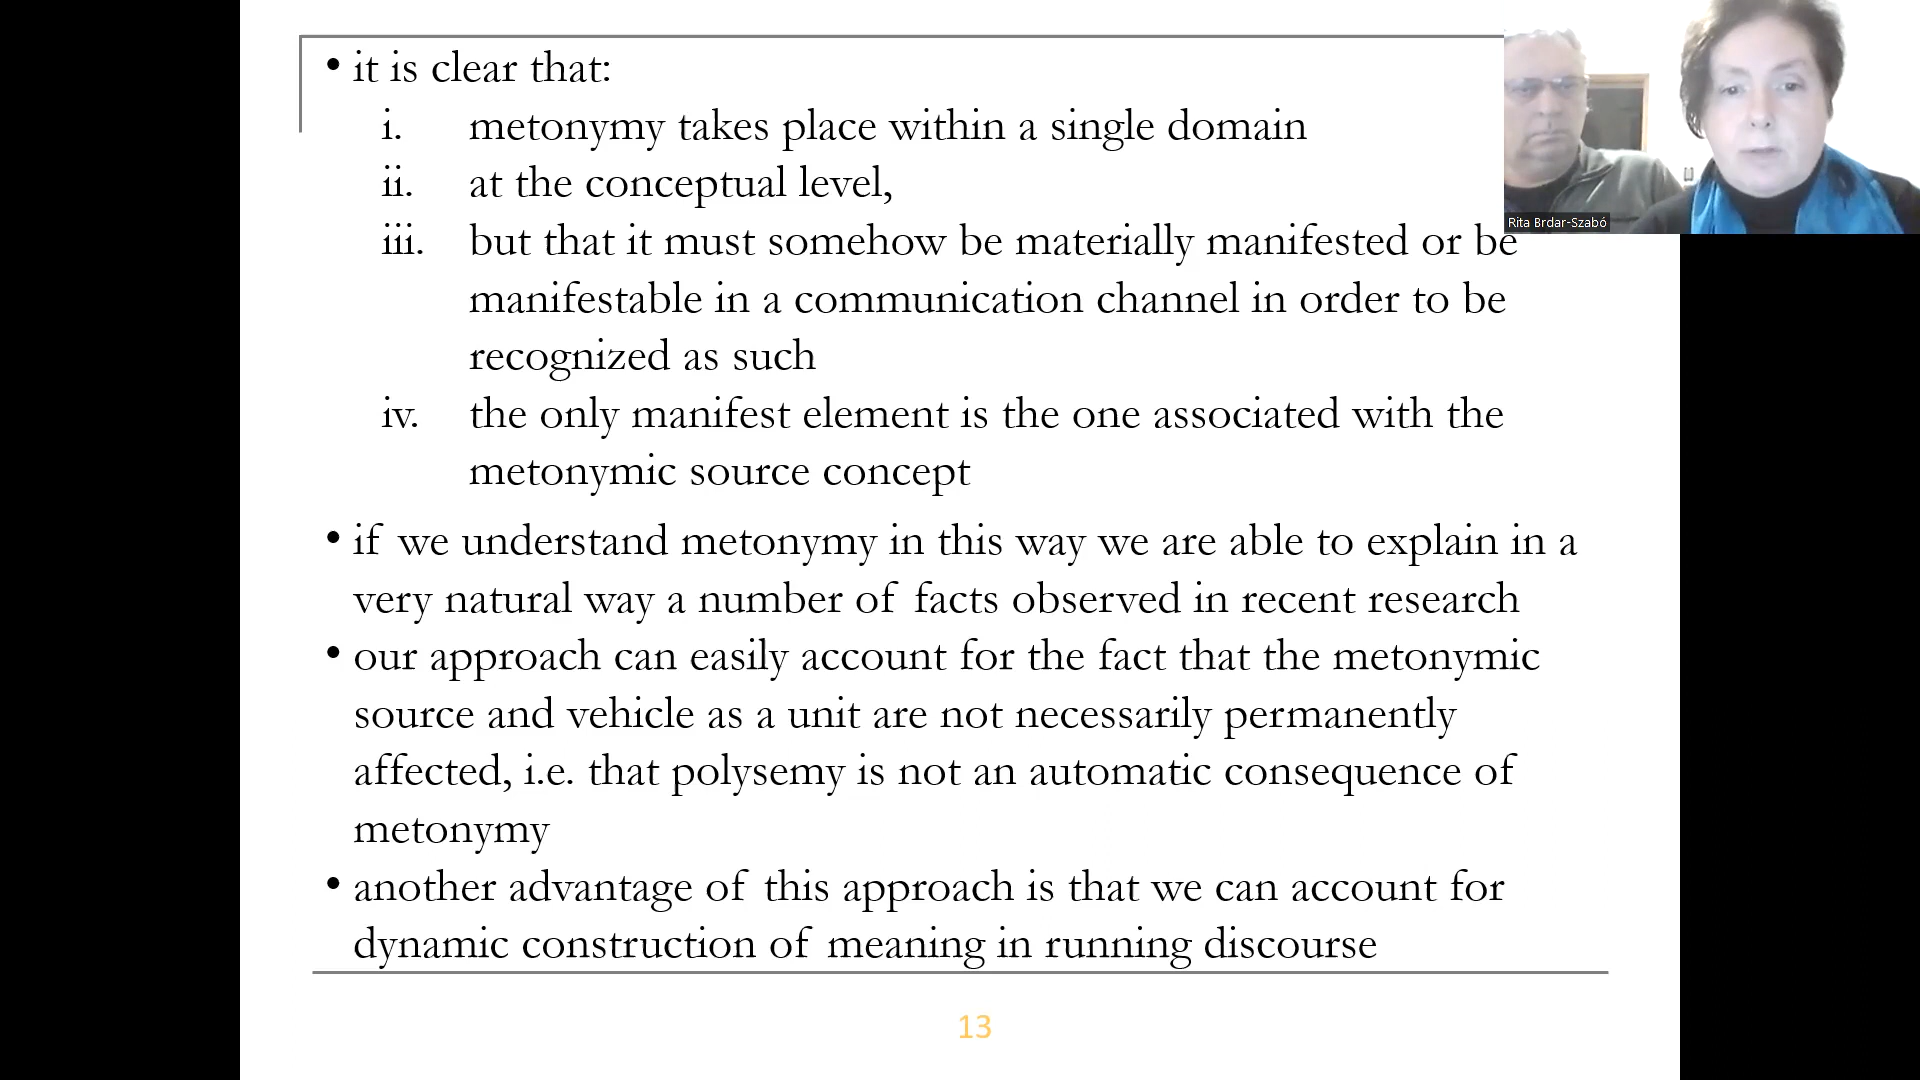 • it is clear that:
i. metonymy takes place within a single domain
ii. at the conceptual level,
iii. but that it must somehow be materially manifested or be
manifestable in a communication channel in order to be
recognized as such
iv. the only manifest element is the one associated with the
metonymic source concept
• if we understand metonymy in this way we are able to explain in a
very natural way a number of facts observed in recent research
• our approach can easily account for the fact that the metonymic
source and vehicle as a unit are not necessarily permanently
affected, i.e. that polysemy is not an automatic consequence of
metonymy
• another advantage of this approach is that we can account for
dynamic construction of meaning in running discourse
13
Rita Brdar-Szabó